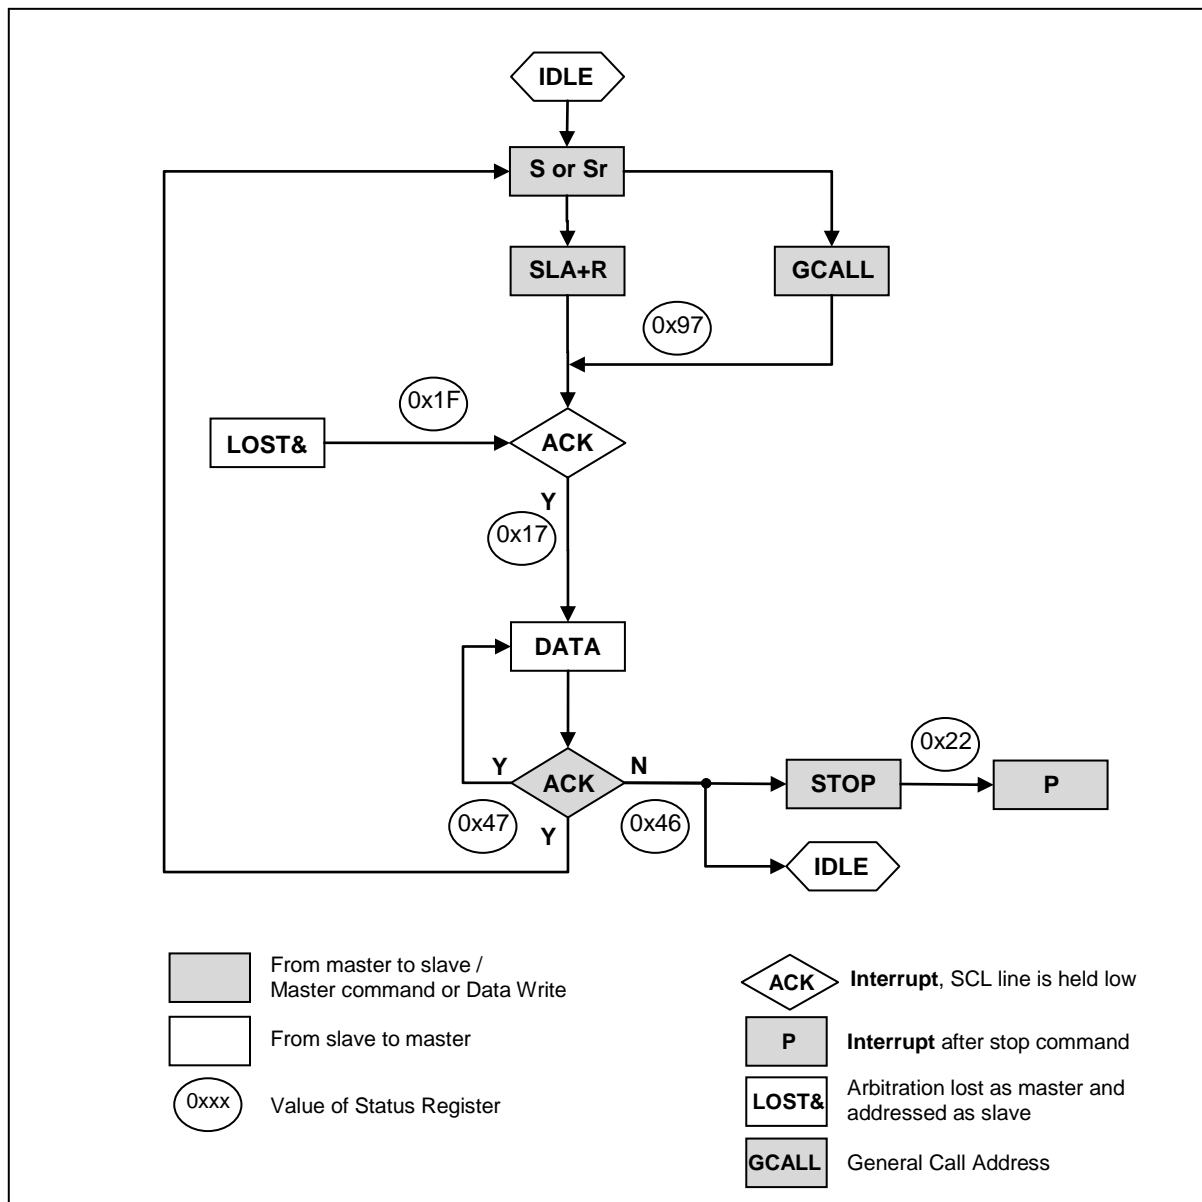 IDLE
S or Sr
SLA+R
GCALL
0x97
0x1F
LOST&
ACK
Y
0x17
DATA
0x22
Y
ACK
N
STOP
P
0x47
Y
0x46
IDLE
From master to slave /
Master command or Data Write
From slave to master
0xxx
Value of Status Register
ACK
Interrupt, SCL line is held low
P
Interrupt after stop command
LOST&
Arbitration lost as master and
addressed as slave
GCALL
General Call Address